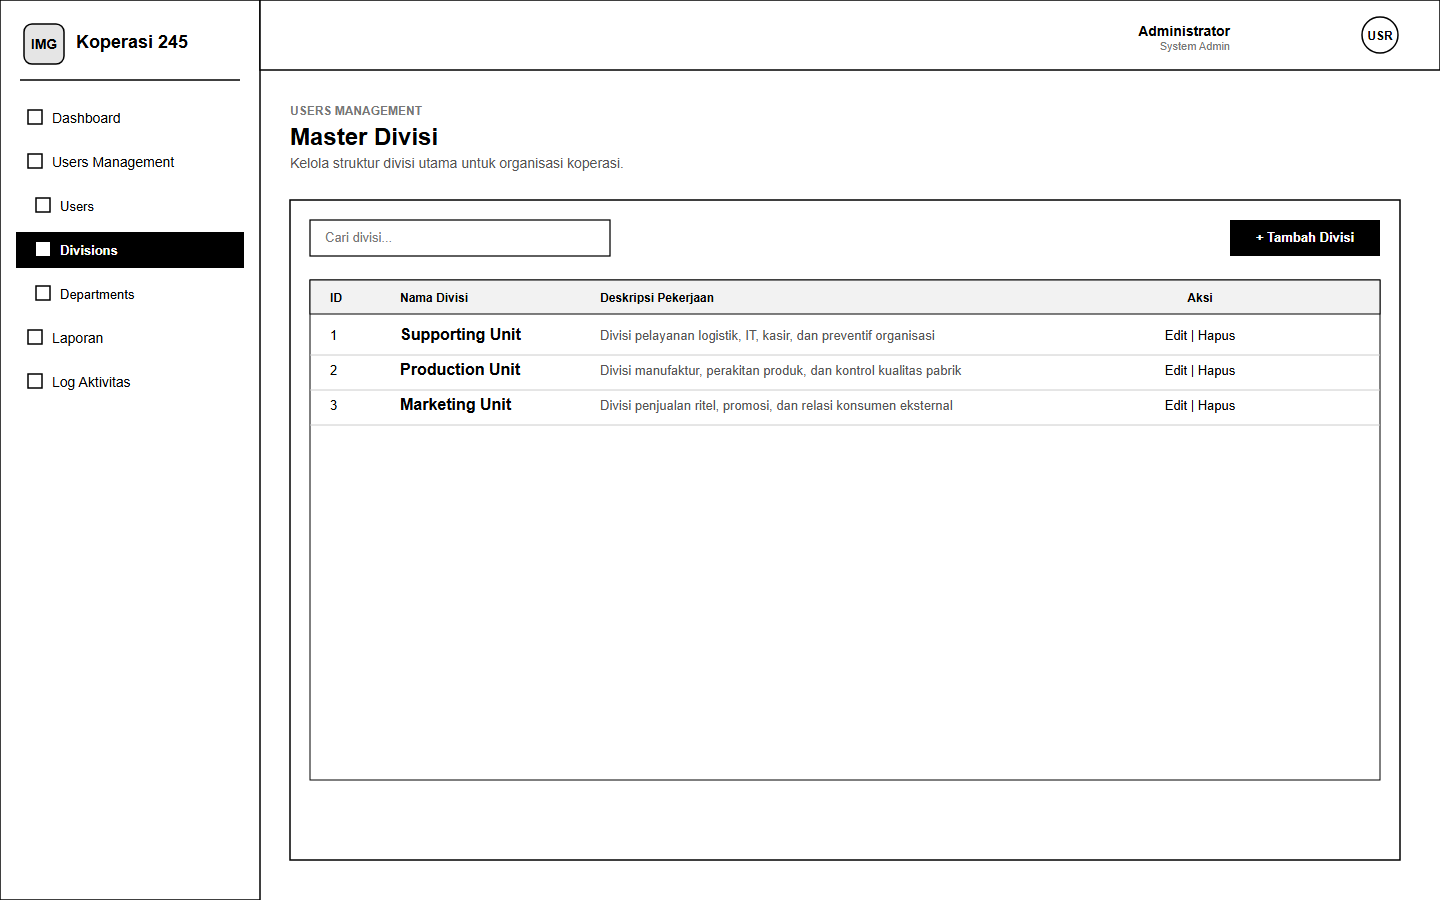 IMG
Koperasi 245
Administrator
System Admin
USR
Dashboard
Users Management
Users
Divisions
Departments
Laporan
Log Aktivitas
USERS MANAGEMENT
Master Divisi
Kelola struktur divisi utama untuk organisasi koperasi.
Cari divisi...
+ Tambah Divisi
ID Nama Divisi Deskripsi Pekerjaan Aksi
1 Supporting Unit Divisi pelayanan logistik, IT, kasir, dan preventif organisasi Edit | Hapus
2 Production Unit Divisi manufaktur, perakitan produk, dan kontrol kualitas pabrik Edit | Hapus
3 Marketing Unit Divisi penjualan ritel, promosi, dan relasi konsumen eksternal Edit | Hapus